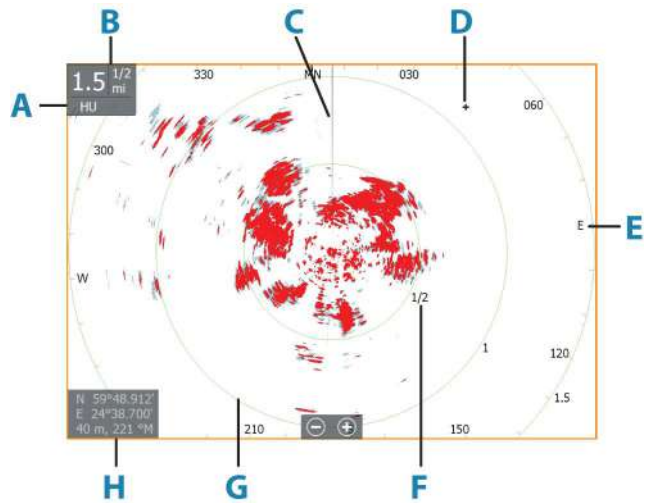 B
C
D
A
1.5 1/2 mi
HU
330
MN
030
060
300
E
E
W
1/2
1
120
1.5
N 59°48.912'
E 24°38.700'
40 m, 221 °M
210
150
H
G
F